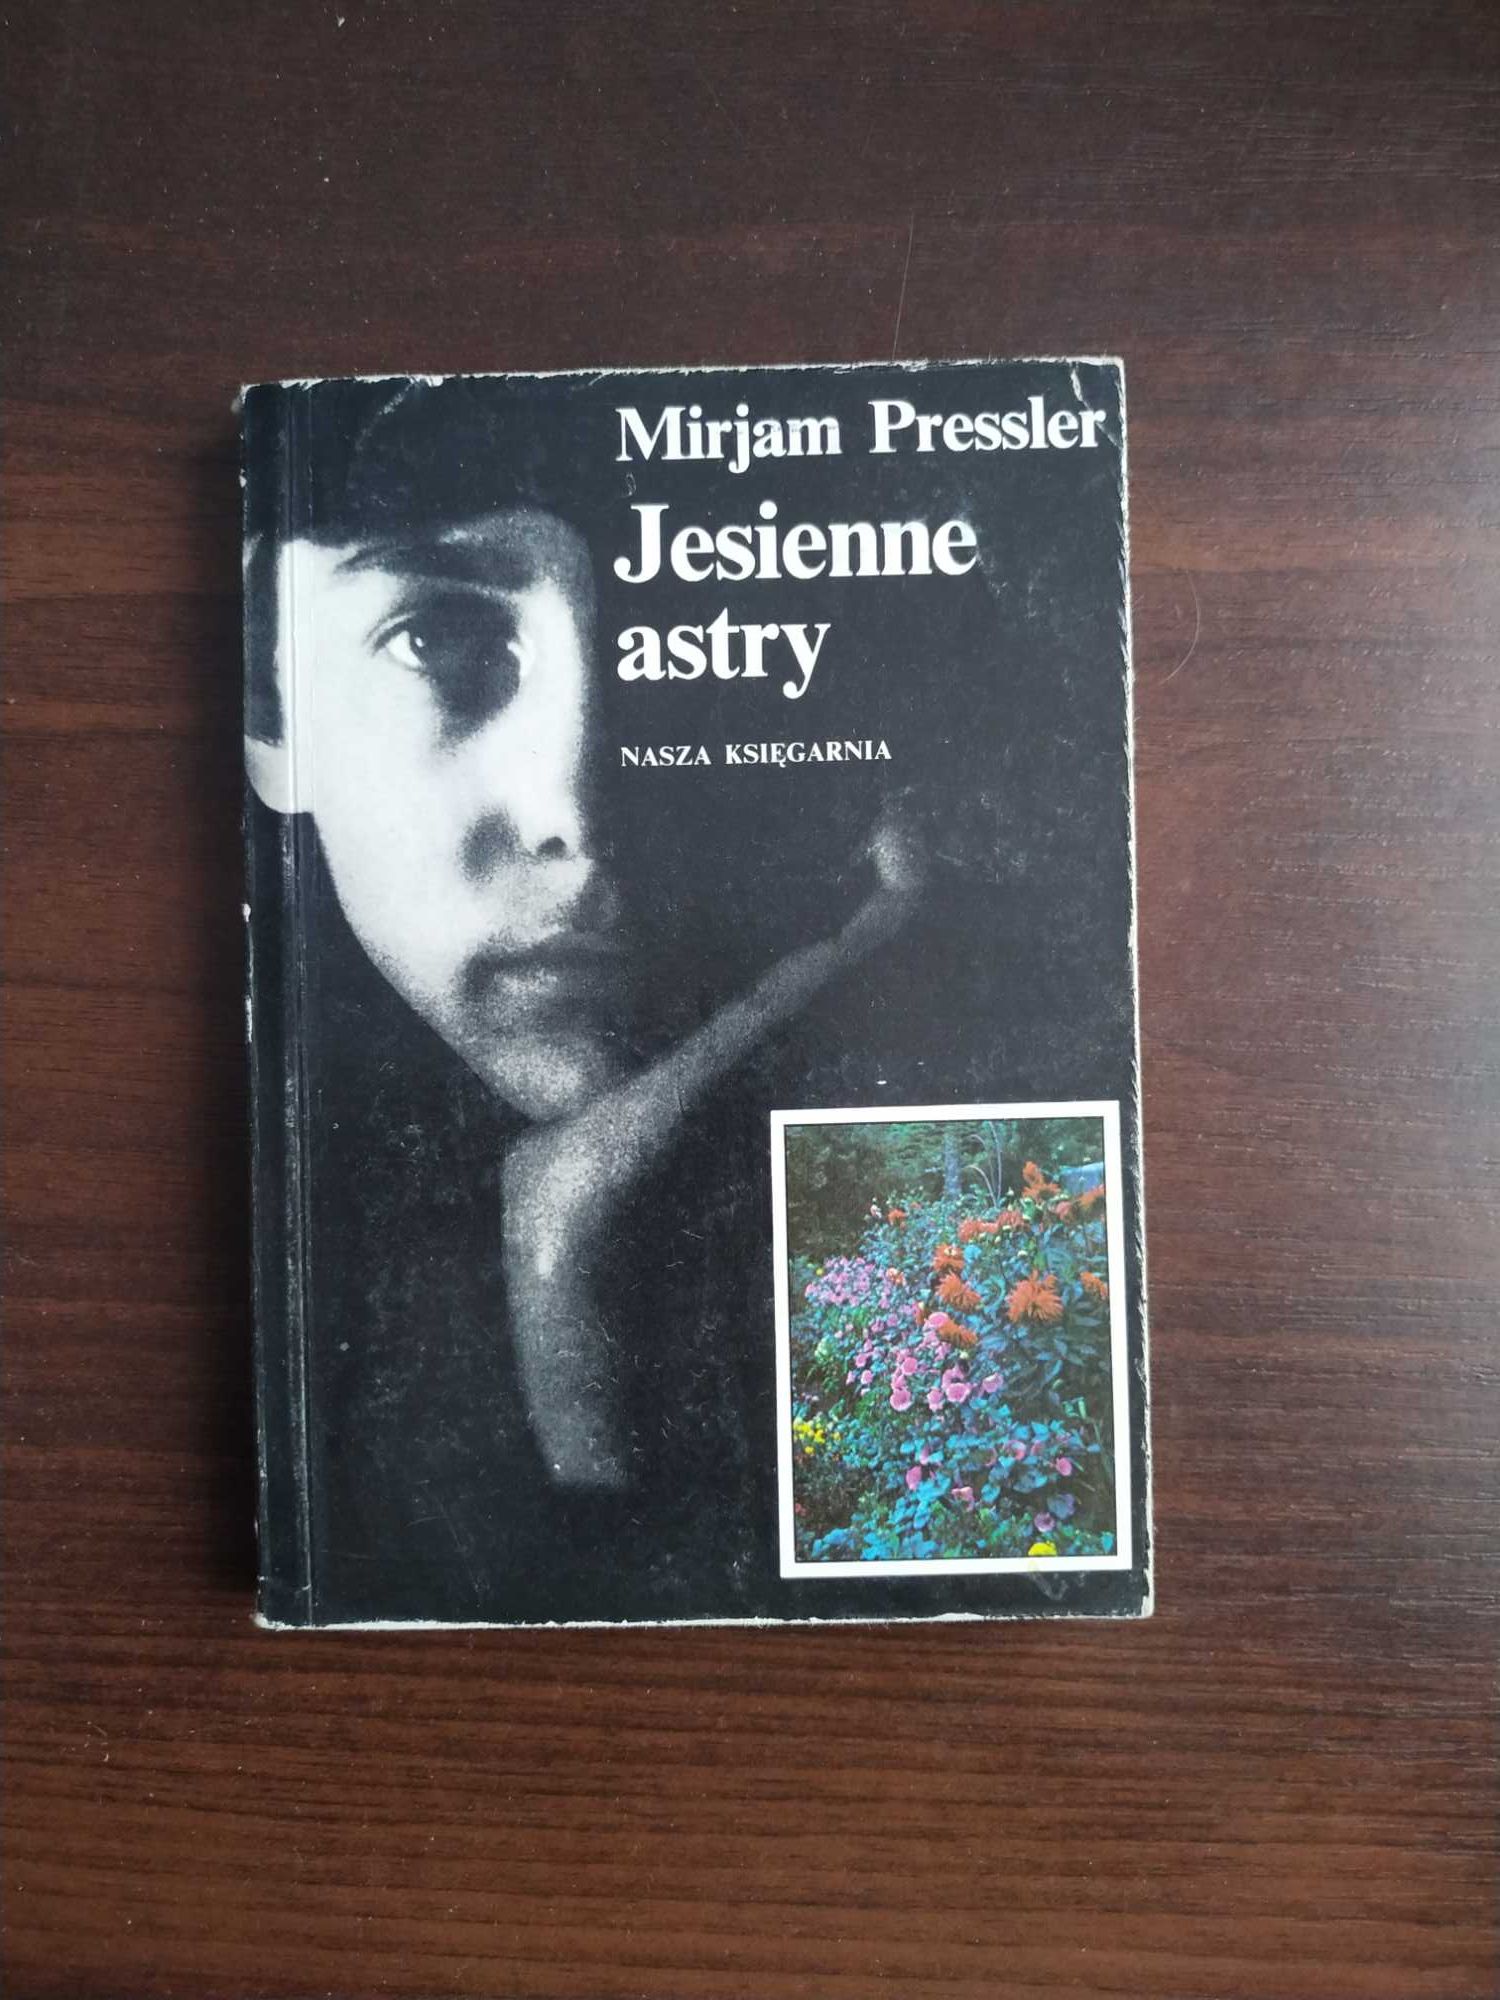 Mirjam Pressler
Jesienne
astry
NASZA KSIĘGARNIA